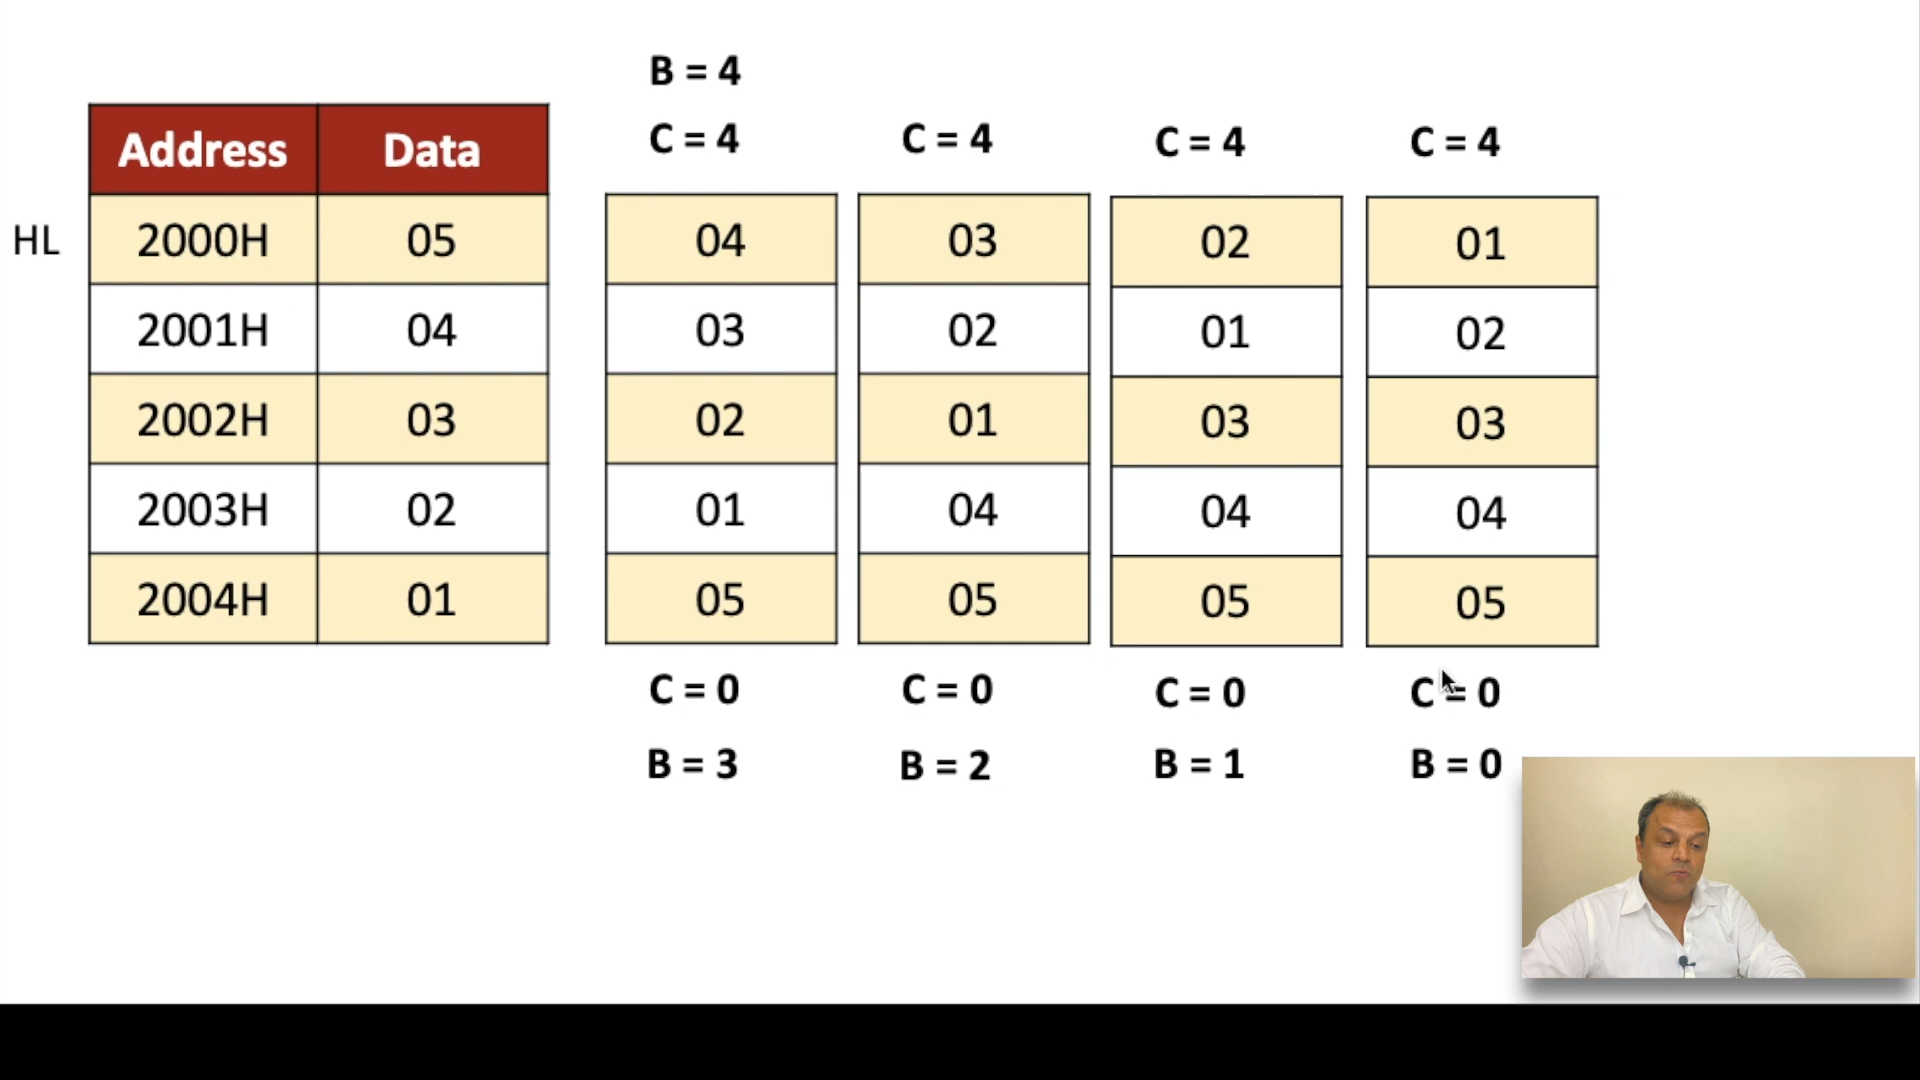 B = 4
C = 4 C = 4 C = 4 C = 4
Address Data
HL 2000H 05 04 03 02 01
2001H 04 03 02 01 02
2002H 03 02 01 03 03
2003H 02 01 04 04 04
2004H 01 05 05 05 05
C = 0 C = 0 C = 0 C = 0
B = 3 B = 2 B = 1 B = 0